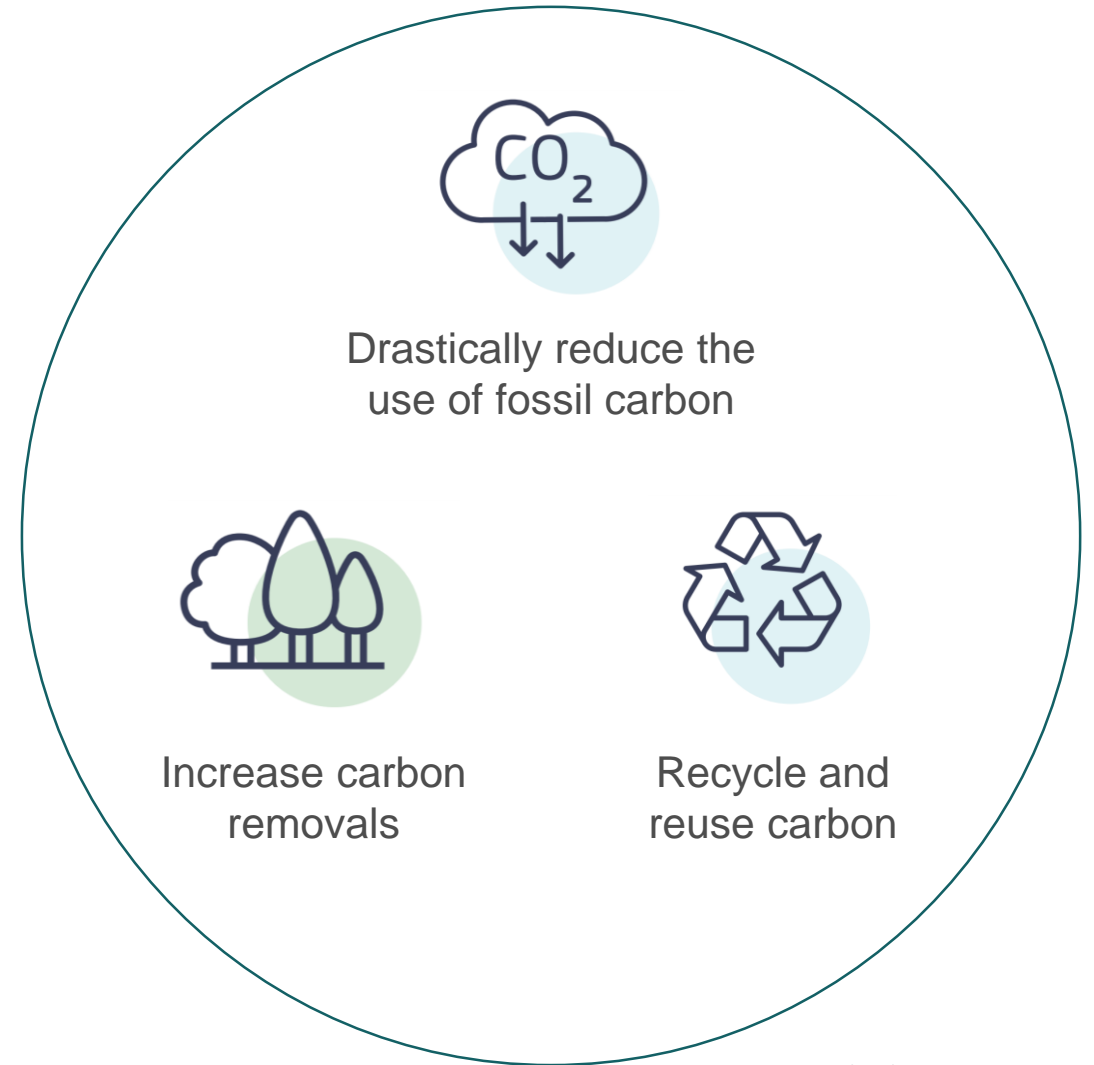 CO₂
Drastically reduce the
use of fossil carbon
Increase carbon
removals
Recycle and
reuse carbon